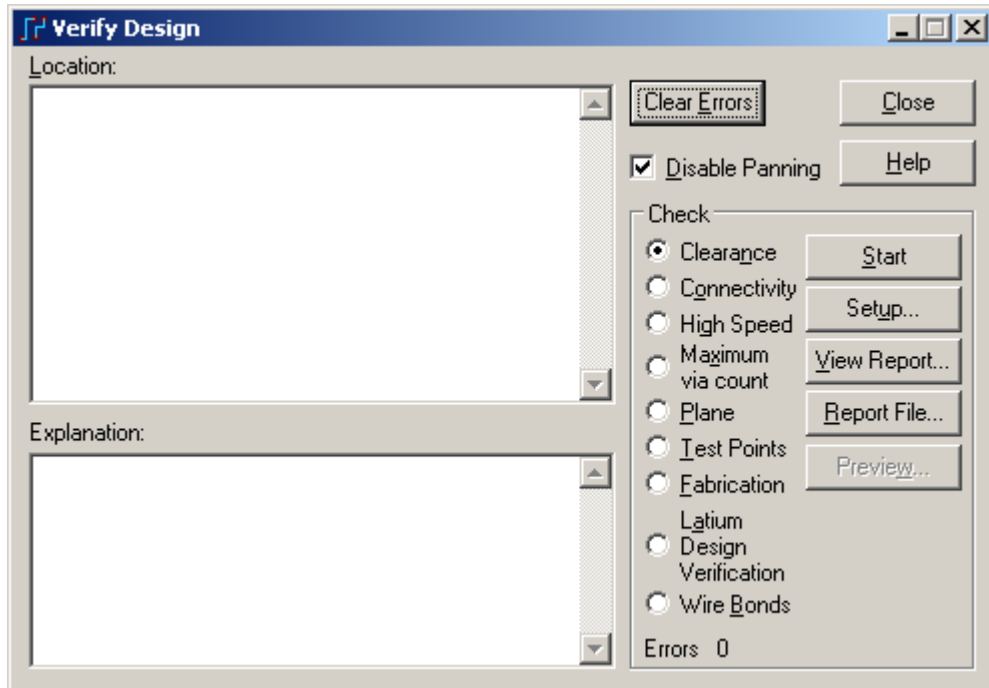 Verify Design
Location:
Clear Errors
Close
Disable Panning
Help
Check
Clearance
Start
Connectivity
Setup...
High Speed
Maximum
via count
View Report...
Plane
Report File...
Test Points
Preview...
Fabrication
Latium
Design
Verification
Wire Bonds
Errors 0
Explanation: